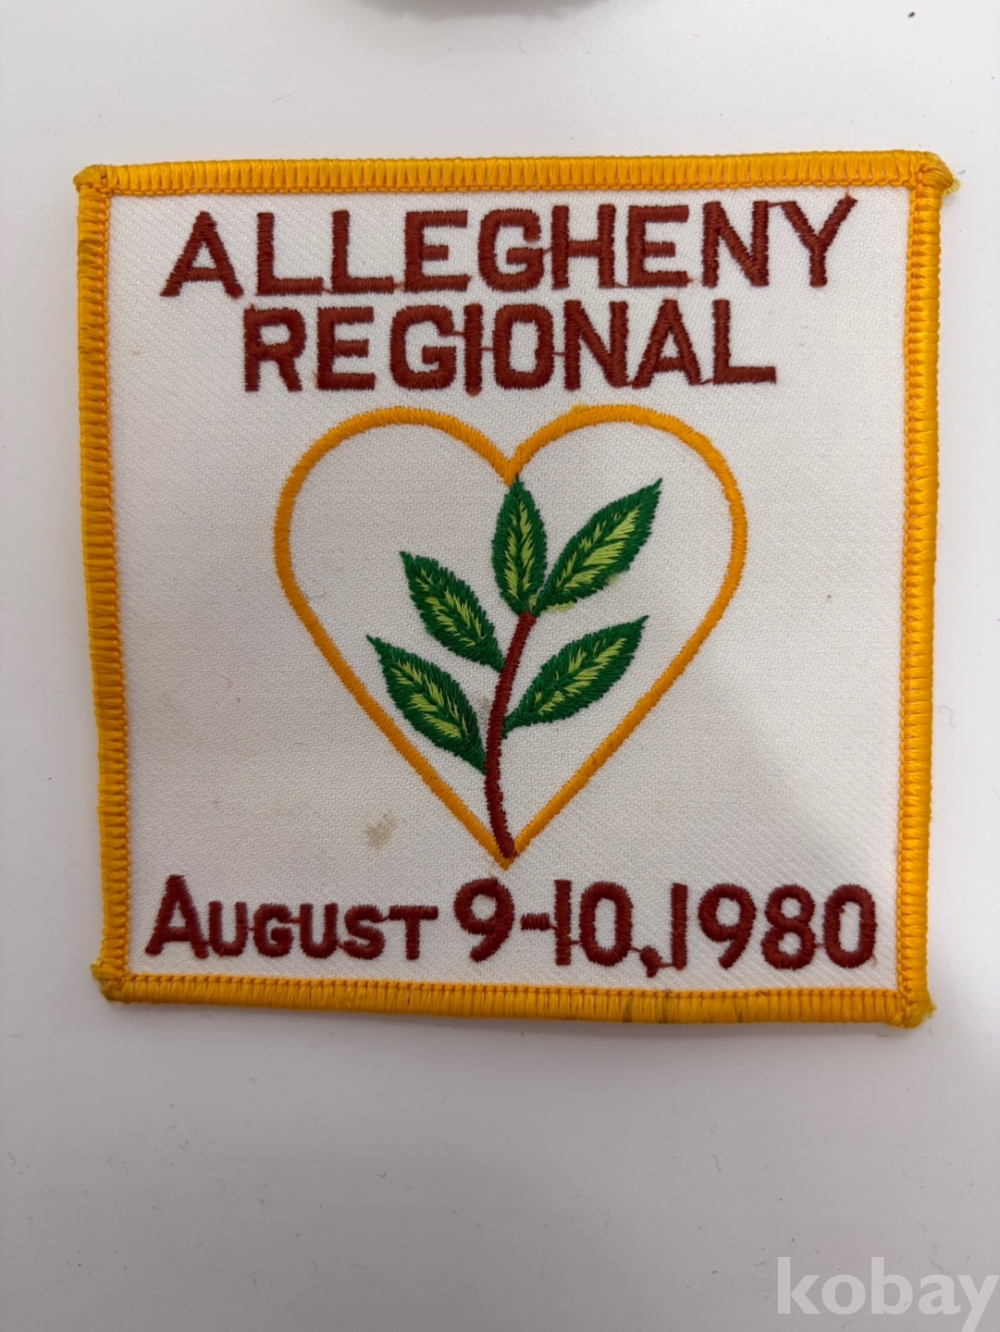 ALLEGHENY
REGIONAL
AUGUST 9-10, 1980
kobay